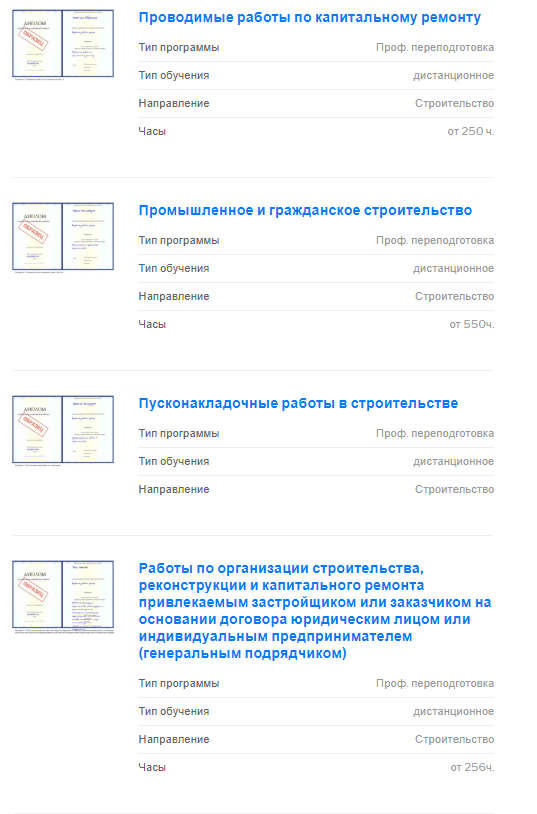 Проводимые работы по капитальному ремонту
Тип программы Проф. переподготовка
Тип обучения дистанционное
Направление Строительство
Часы от 250 ч.
ДИПЛОМ
ОБРАЗЕЦ
Промышленное и гражданское строительство
Тип программы Проф. переподготовка
Тип обучения дистанционное
Направление Строительство
Часы от 550ч.
ДИПЛОМ
ОБРАЗЕЦ
Пусконакладочные работы в строительстве
Тип программы Проф. переподготовка
Тип обучения дистанционное
Направление Строительство
ДИПЛОМ
ОБРАЗЕЦ
Работы по организации строительства,
реконструкции и капитального ремонта
привлекаемым застройщиком или заказчиком на
основании договора юридическим лицом или
индивидуальным предпринимателем
(генеральным подрядчиком)
Тип программы Проф. переподготовка
Тип обучения дистанционное
Направление Строительство
Часы от 256ч.
ДИПЛОМ
ОБРАЗЕЦ